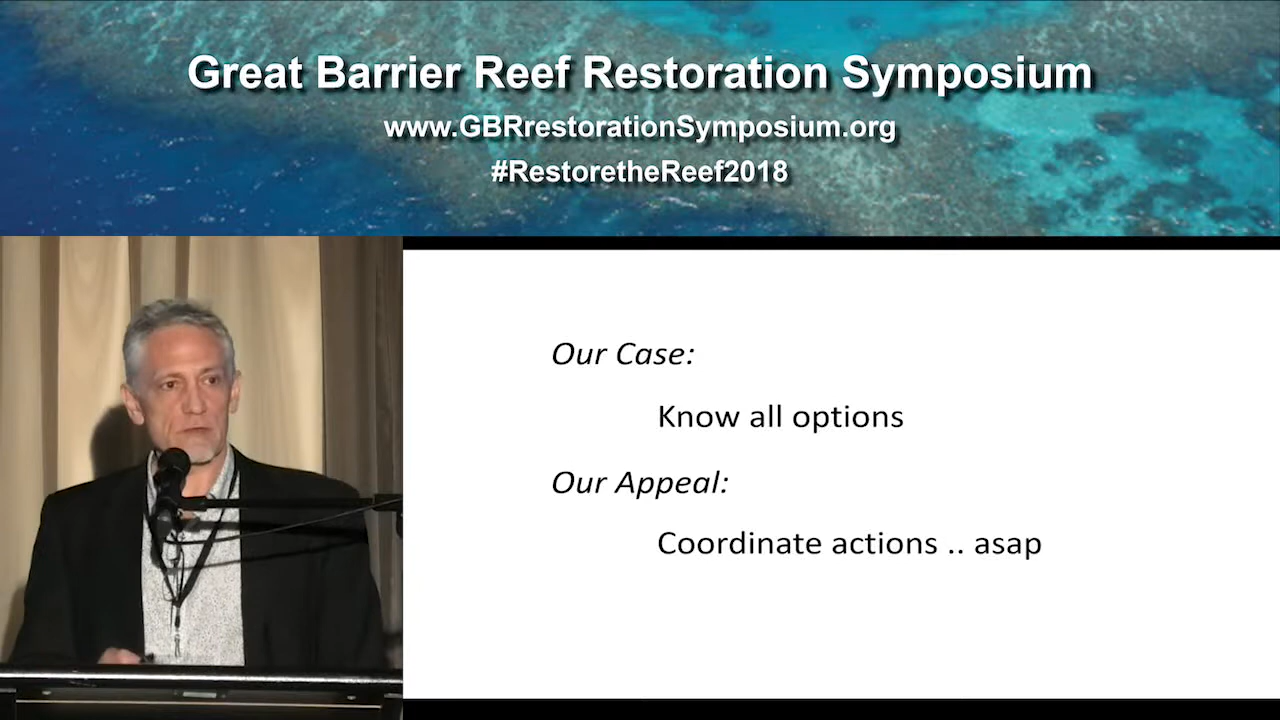 Great Barrier Reef Restoration Symposium
www.GBRrestorationSymposium.org
#RestoretheReef2018
Our Case:
Know all options
Our Appeal:
Coordinate actions .. asap